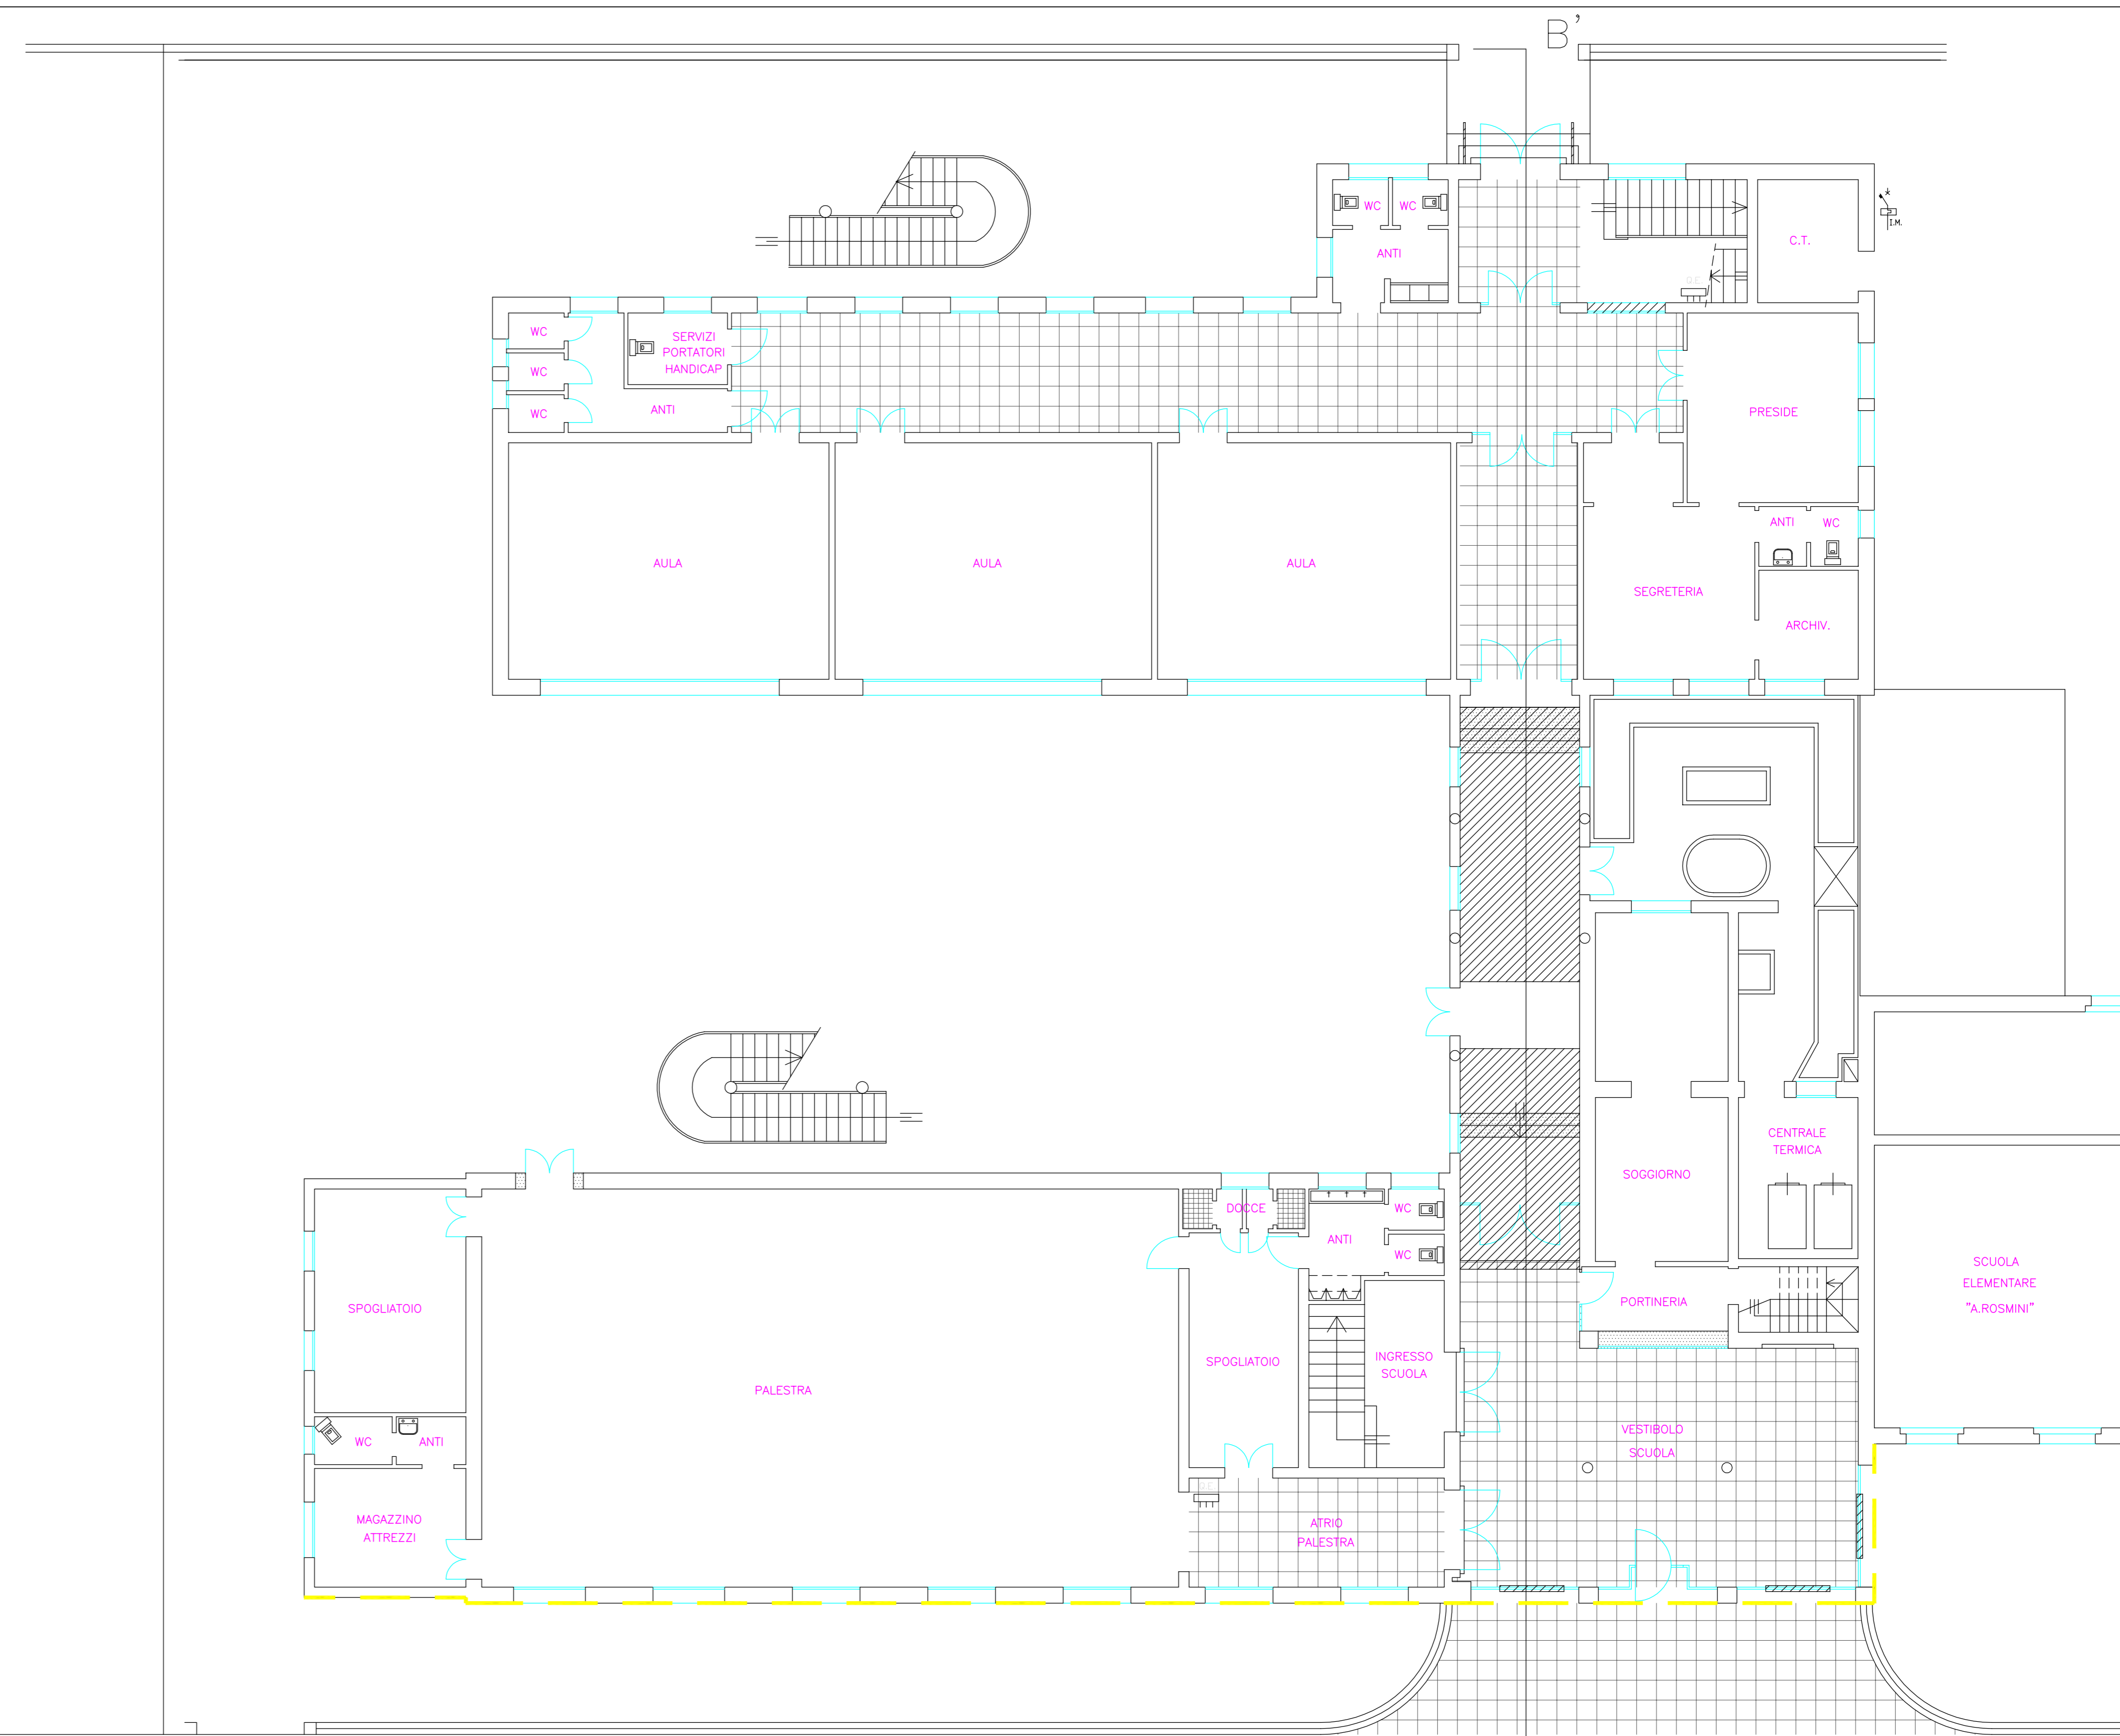 B'
WC
WC
ANTI
C.T.
I.M.
Q.E.
WC
SERVIZI
PORTATORI
HANDICAP
WC
WC
ANTI
PRESIDE
ANTI
WC
AULA
AULA
AULA
SEGRETERIA
ARCHIV.
CENTRALE
TERMICA
SOGGIORNO
DOCCE
WC
ANTI
WC
SCUOLA
ELEMENTARE
"A.ROSMINI"
PORTINERIA
SPOGLIATOIO
SPOGLIATOIO
INGRESSO
SCUOLA
PALESTRA
VESTIBOLO
SCUOLA
WC
ANTI
Q.E.
MAGAZZINO
ATTREZZI
ATRIO
PALESTRA